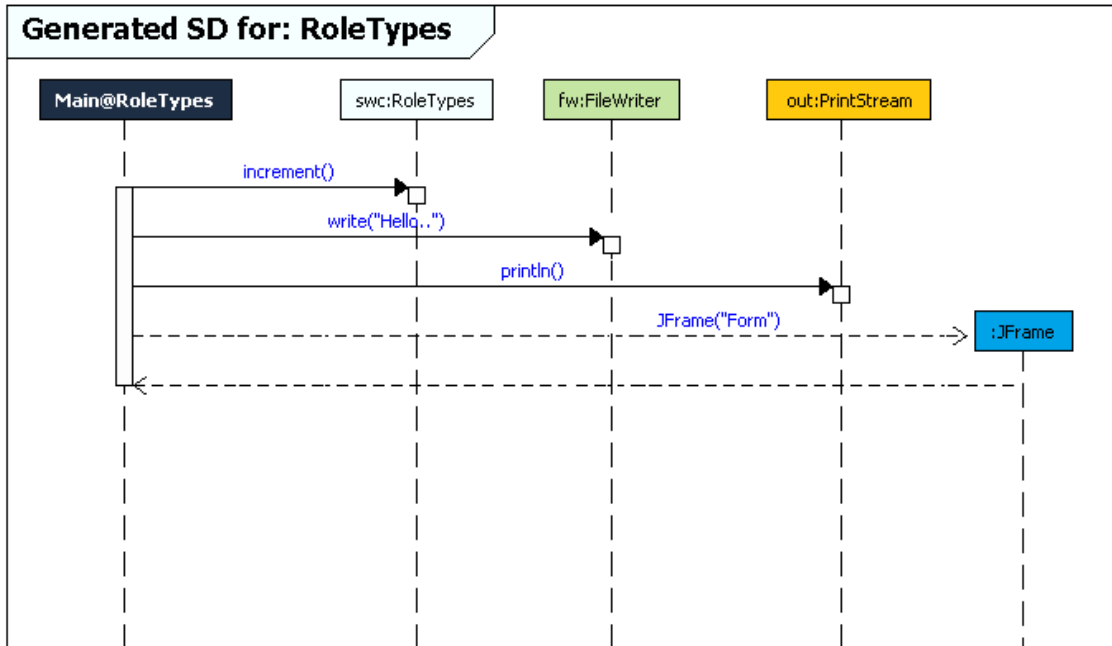 Generated SD for: RoleTypes
Main@RoleTypes
swc:RoleTypes
fw:FileWriter
out:PrintStream
increment()
write("Hello..")
println()
JFrame("Form")
:JFrame